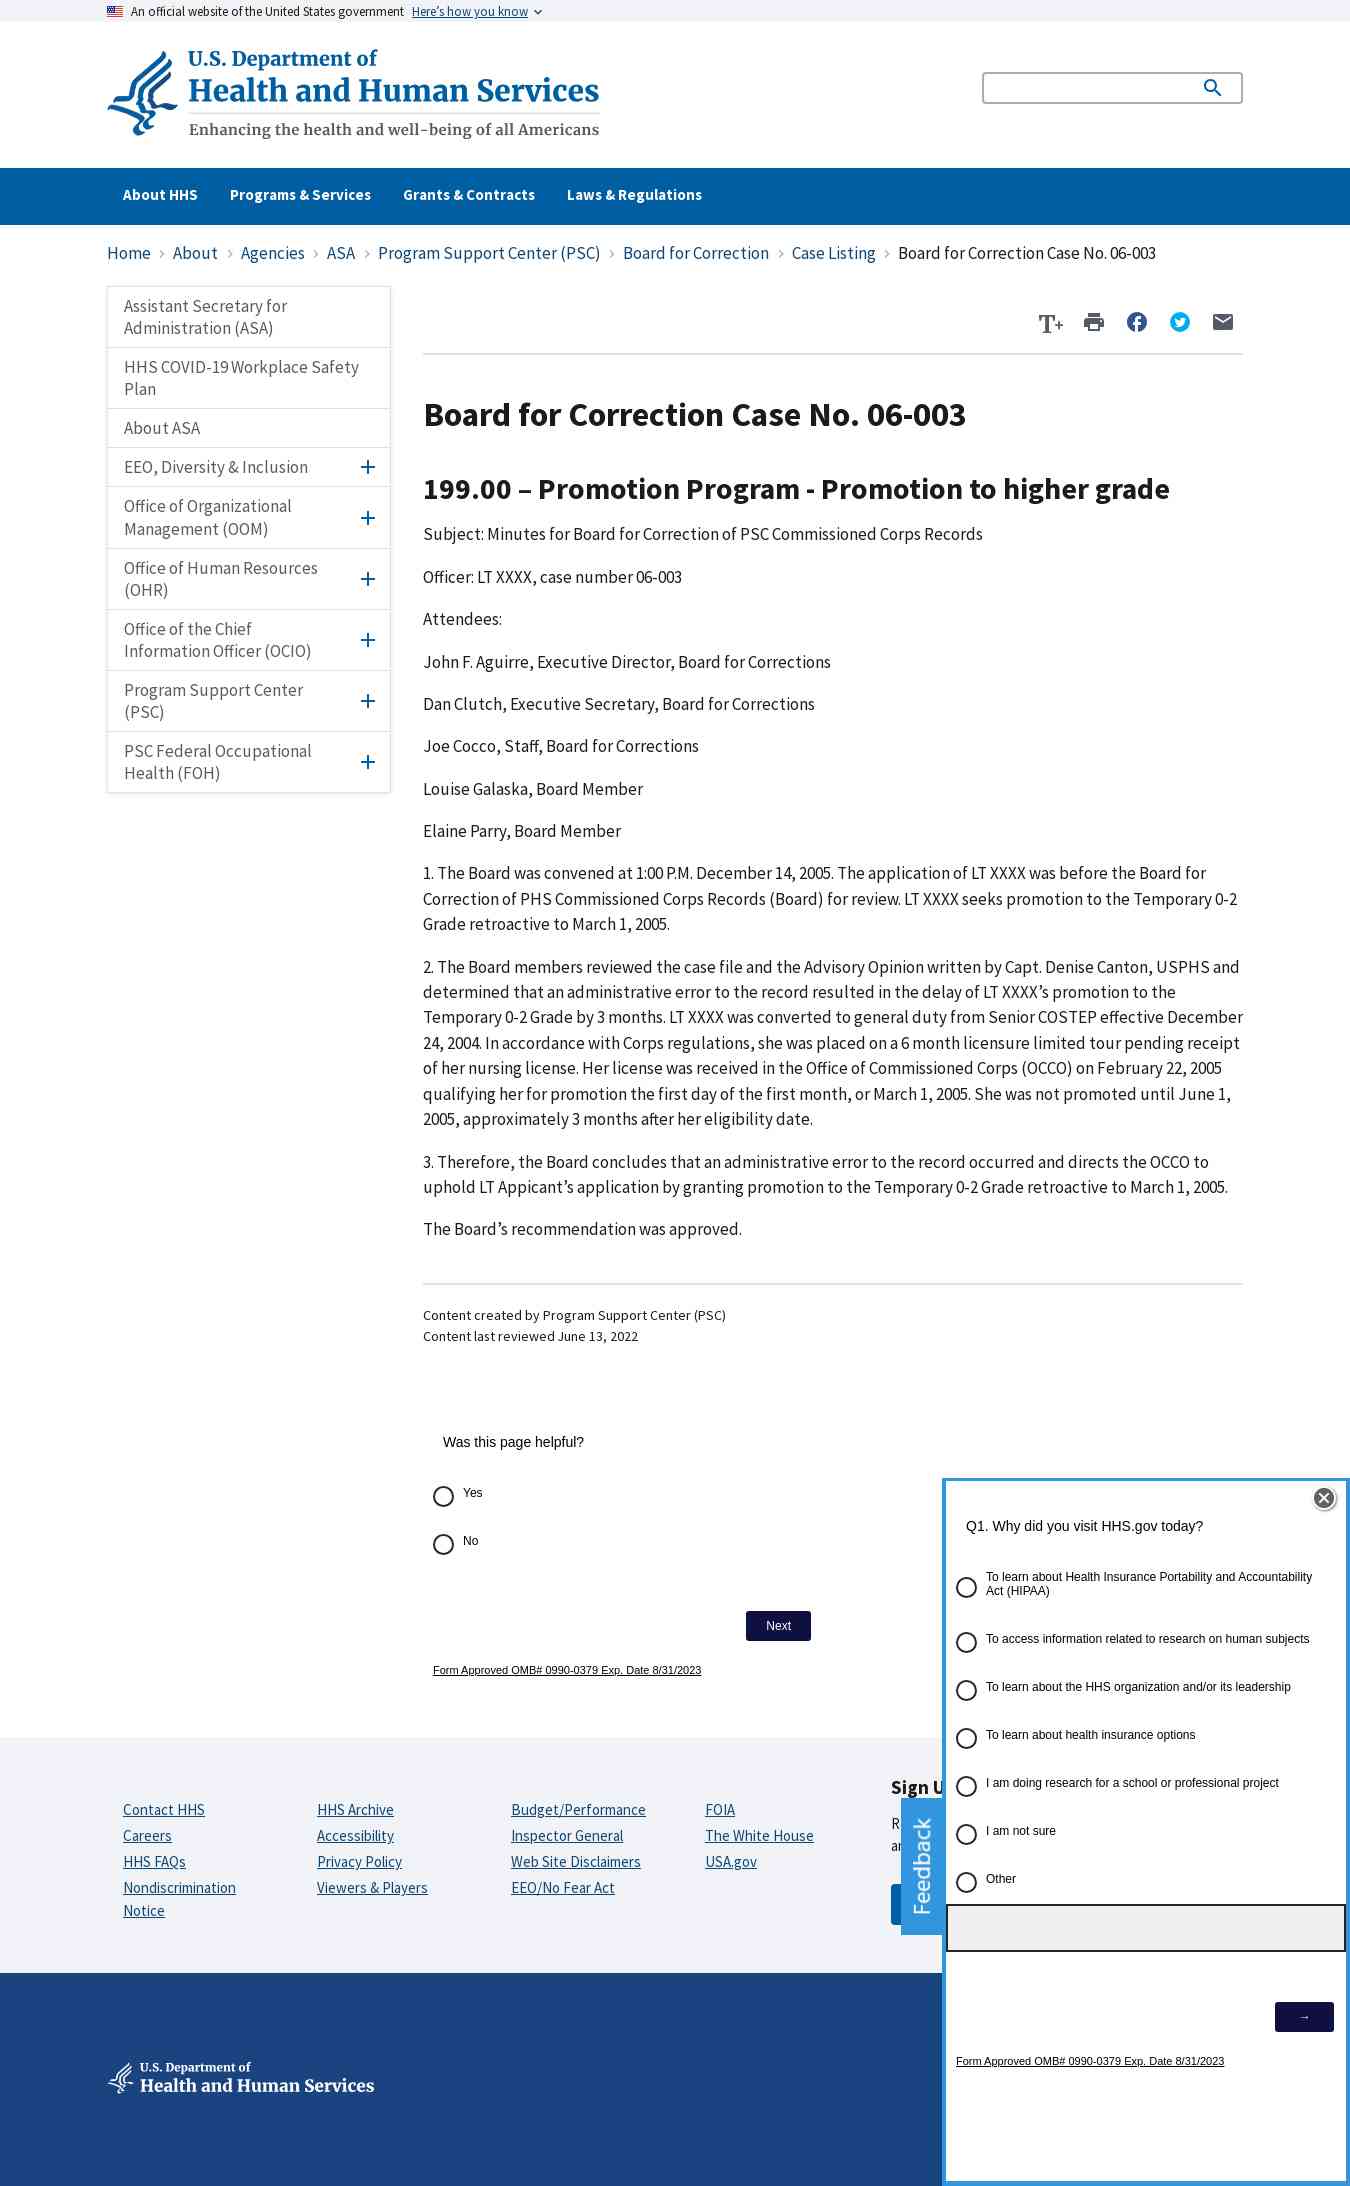 An official website of the United States government Here's how you know
U.S. Department of
Health and Human Services
Enhancing the health and well-being of all Americans
About HHS Programs & Services Grants & Contracts Laws & Regulations
Home › About › Agencies › ASA › Program Support Center (PSC) › Board for Correction › Case Listing › Board for Correction Case No. 06-003
Assistant Secretary for
Administration (ASA)
HHS COVID-19 Workplace Safety
Plan
About ASA
EEO, Diversity & Inclusion
Office of Organizational
Management (OOM)
Office of Human Resources
(OHR)
Office of the Chief
Information Officer (OCIO)
Program Support Center
(PSC)
PSC Federal Occupational
Health (FOH)
T+
Board for Correction Case No. 06-003
199.00 – Promotion Program - Promotion to higher grade
Subject: Minutes for Board for Correction of PSC Commissioned Corps Records
Officer: LT XXXX, case number 06-003
Attendees:
John F. Aguirre, Executive Director, Board for Corrections
Dan Clutch, Executive Secretary, Board for Corrections
Joe Cocco, Staff, Board for Corrections
Louise Galaska, Board Member
Elaine Parry, Board Member
1. The Board was convened at 1:00 P.M. December 14, 2005. The application of LT XXXX was before the Board for
Correction of PHS Commissioned Corps Records (Board) for review. LT XXXX seeks promotion to the Temporary 0-2
Grade retroactive to March 1, 2005.
2. The Board members reviewed the case file and the Advisory Opinion written by Capt. Denise Canton, USPHS and
determined that an administrative error to the record resulted in the delay of LT XXXX’s promotion to the
Temporary 0-2 Grade by 3 months. LT XXXX was converted to general duty from Senior COSTEP effective December
24, 2004. In accordance with Corps regulations, she was placed on a 6 month licensure limited tour pending receipt
of her nursing license. Her license was received in the Office of Commissioned Corps (OCCO) on February 22, 2005
qualifying her for promotion the first day of the first month, or March 1, 2005. She was not promoted until June 1,
2005, approximately 3 months after her eligibility date.
3. Therefore, the Board concludes that an administrative error to the record occurred and directs the OCCO to
uphold LT Appicant’s application by granting promotion to the Temporary 0-2 Grade retroactive to March 1, 2005.
The Board’s recommendation was approved.
Content created by Program Support Center (PSC)
Content last reviewed June 13, 2022
Was this page helpful?
Yes
No
Next
Form Approved OMB# 0990-0379 Exp. Date 8/31/2023
Q1. Why did you visit HHS.gov today?
To learn about Health Insurance Portability and Accountability
Act (HIPAA)
To access information related to research on human subjects
To learn about the HHS organization and/or its leadership
To learn about health insurance options
I am doing research for a school or professional project
I am not sure
Other
→
Form Approved OMB# 0990-0379 Exp. Date 8/31/2023
Feedback
Contact HHS
Careers
HHS FAQs
Nondiscrimination
Notice
HHS Archive
Accessibility
Privacy Policy
Viewers & Players
Budget/Performance
Inspector General
Web Site Disclaimers
EEO/No Fear Act
FOIA
The White House
USA.gov
Sign
U.S. Department of
Health and Human Services